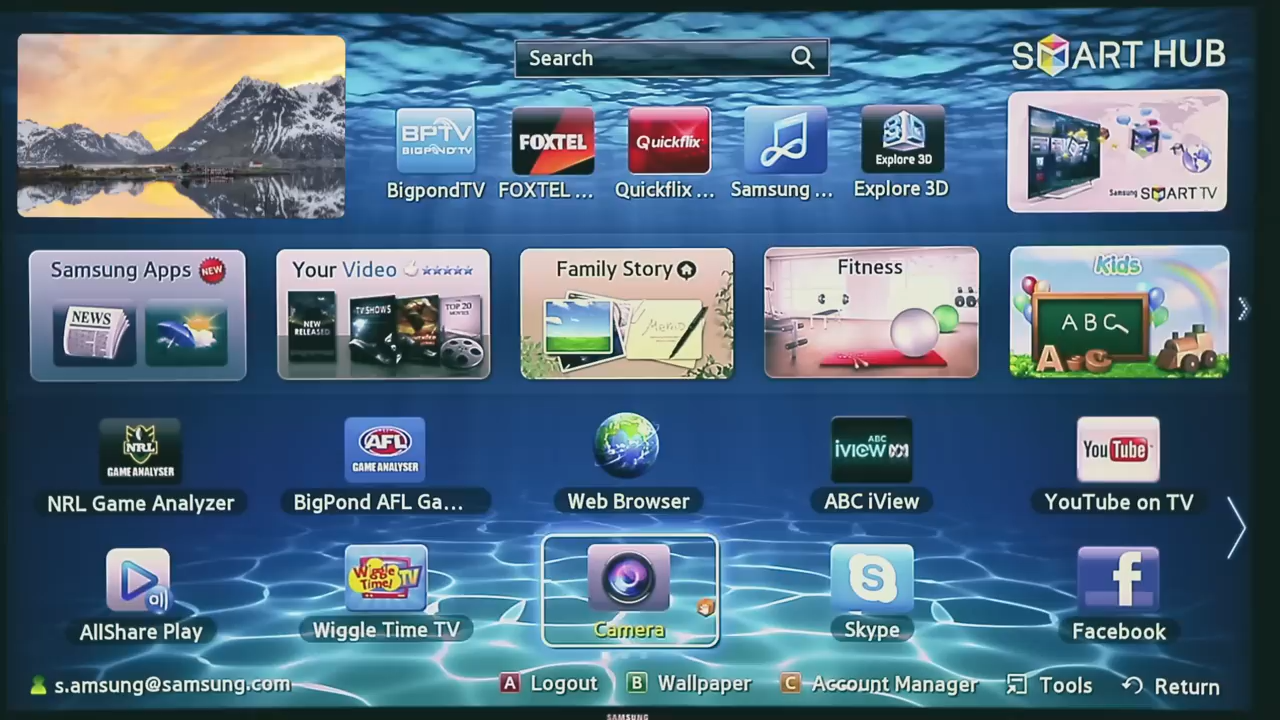 Search
SMART HUB
BPTV
BIGPOND TV
FOXTEL
Quickflix
Explore 3D
BigpondTV
FOXTEL ...
Quickflix ...
Samsung ...
Explore 3D
Samsung SMART TV
Samsung Apps NEW
NEWS
Your Video
NEW RELEASED
TV SHOWS
TOP 20 MOVIES
Family Story
Memo
Fitness
Kids
ABC
A C
NRL
GAME ANALYSER
AFL
GAME ANALYSER
ABC
iview
YouTube
NRL Game Analyzer
BigPond AFL Ga...
Web Browser
ABC iView
YouTube on TV
Wiggle Time! TV
S
f
AllShare Play
Wiggle Time TV
Camera
Skype
Facebook
s.amsung@samsung.com
A Logout
B Wallpaper
C Account Manager
Tools
Return
SAMSUNG